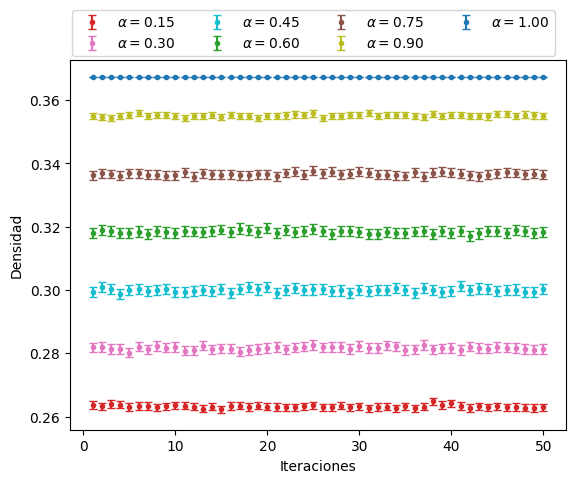 α = 0.15 α = 0.45 α = 0.75 α = 1.00
α = 0.30 α = 0.60 α = 0.90
0.36
0.34
0.32
0.30
0.28
0.26
Densidad
0 10 20 30 40 50
Iteraciones